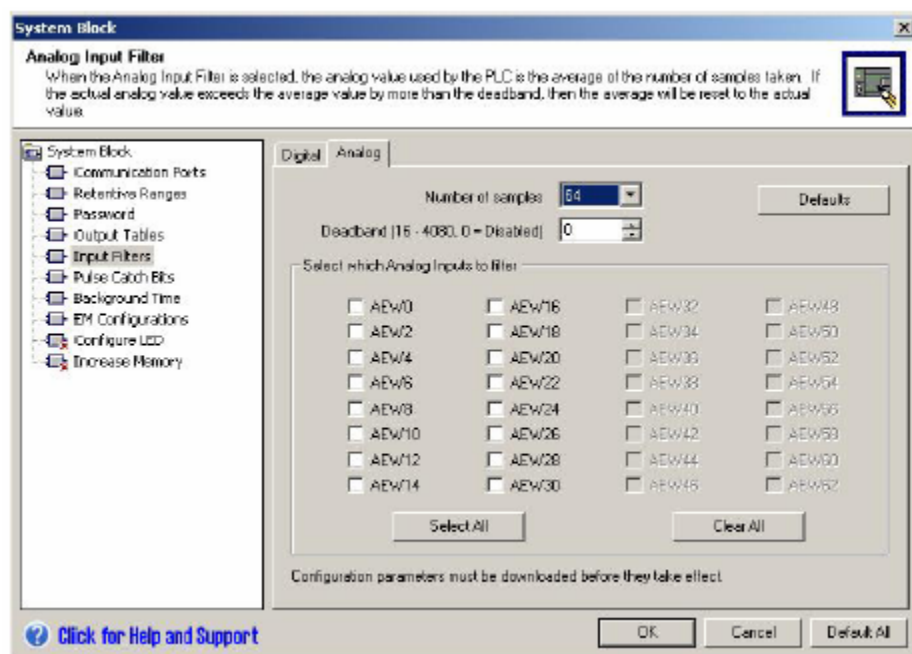 System Block
Analog Input Filter
When the Analog Input Filter is selected, the analog value used by the PLC is the average of the number of samples taken. If
the actual analog value exceeds the average value by more than the deadband, then the average will be reset to the actual
value.
System Block
Communication Ports
Retentive Ranges
Password
Output Tables
Input Filters
Pulse Catch Bits
Background Time
EM Configurations
Configure LED
Increase Memory
Digital Analog
Number of samples 64 Defaults
Deadband (16 - 4080, 0 = Disabled) 0
Select which Analog Inputs to filter
AEW0 AEW16 AEW32 AEW48
AEW2 AEW18 AEW34 AEW50
AEW4 AEW20 AEW36 AEW52
AEW6 AEW22 AEW38 AEW54
AEW8 AEW24 AEW40 AEW56
AEW10 AEW26 AEW42 AEW58
AEW12 AEW28 AEW44 AEW60
AEW14 AEW30 AEW46 AEW62
Select All Clear All
Configuration parameters must be downloaded before they take effect.
Click for Help and Support OK Cancel Default All